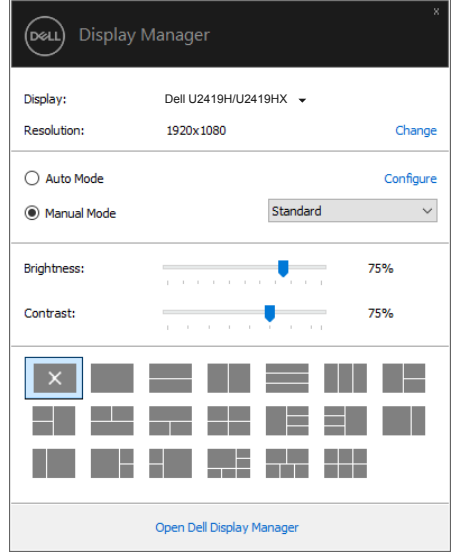 x
DELL Display Manager
Display: Dell U2419H/U2419HX
Resolution: 1920x1080 Change
Auto Mode Configure
Manual Mode Standard
Brightness: 75%
Contrast: 75%
Open Dell Display Manager